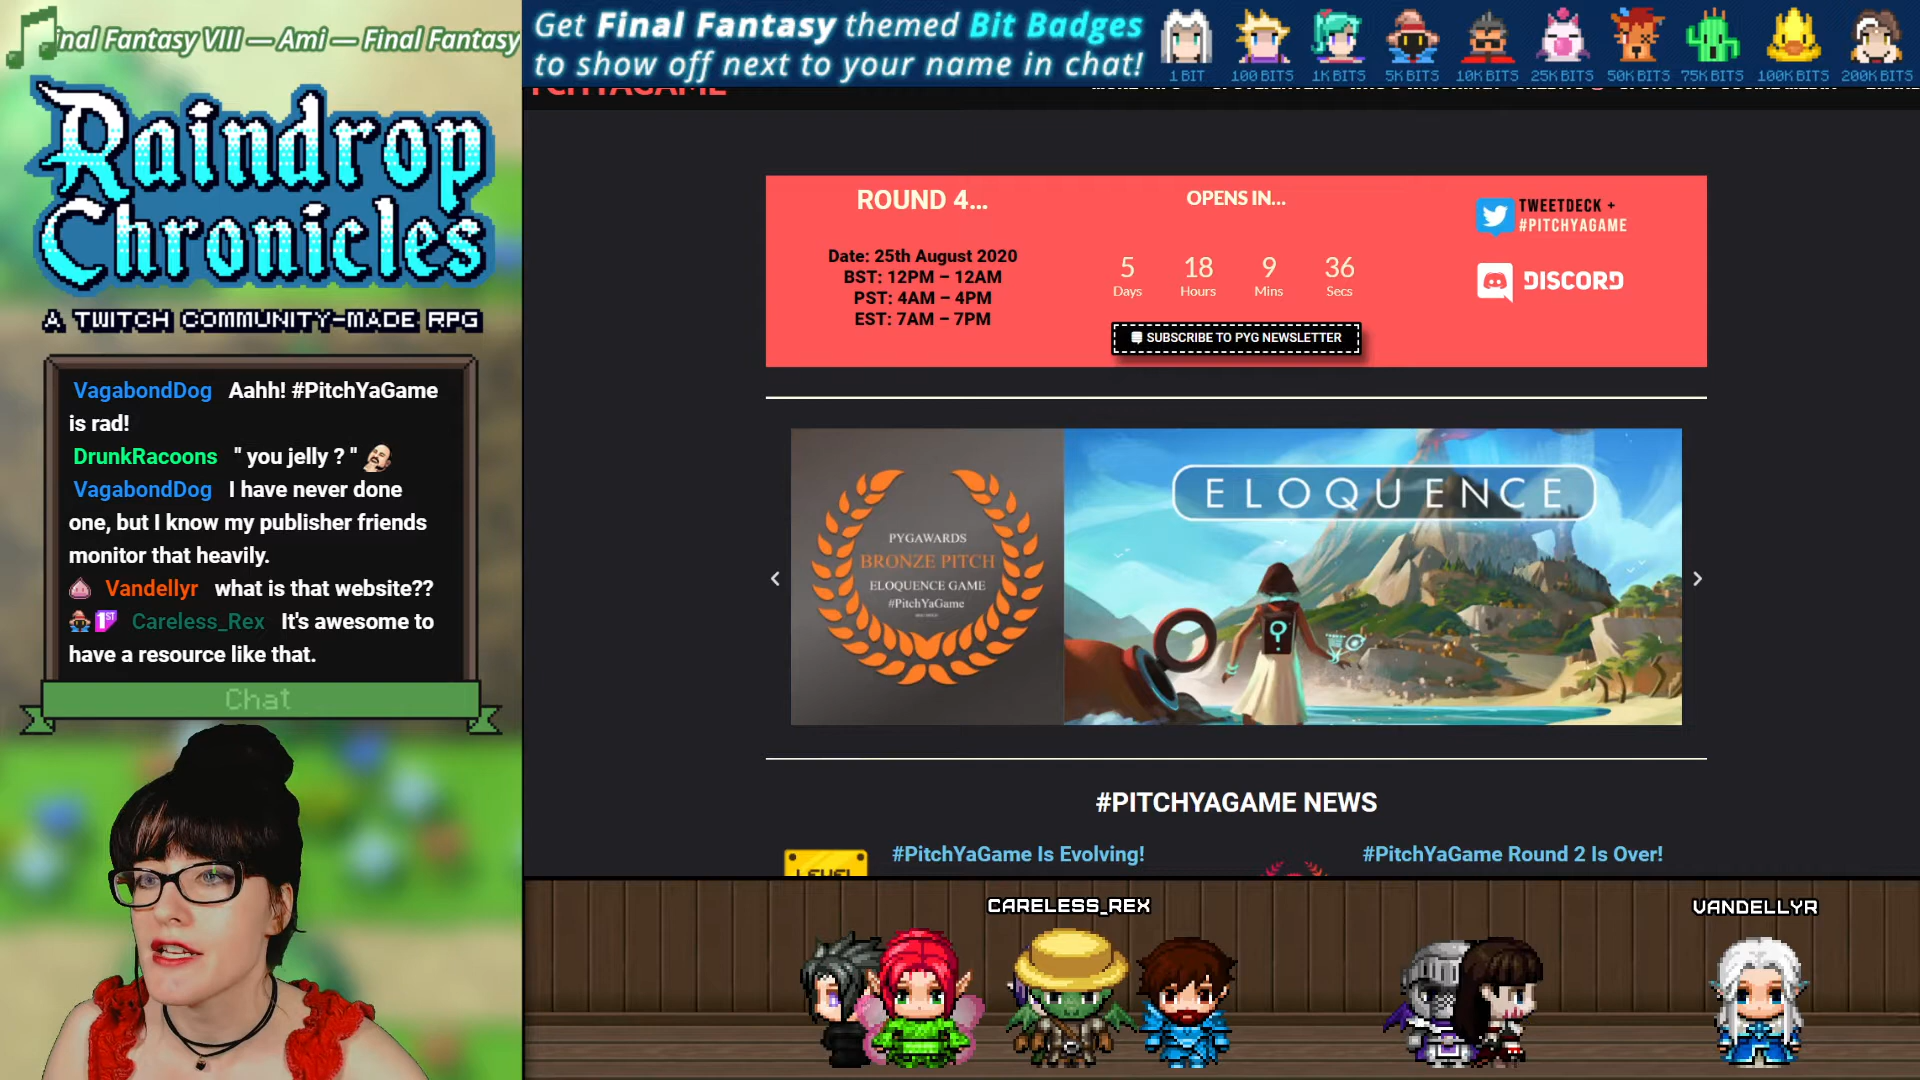 inal Fantasy VIII — Ami — Final Fantasy
Get Final Fantasy themed Bit Badges
to show off next to your name in chat!
1 BIT
100 BITS
1K BITS
5K BITS
10K BITS
25K BITS
50K BITS
75K BITS
100K BITS
200K BITS
Raindrop
Chronicles
A TWITCH COMMUNITY-MADE RPG
VagabondDog Aahh! #PitchYaGame
is rad!
DrunkRacoons " you jelly ? "
VagabondDog I have never done
one, but I know my publisher friends
monitor that heavily.
Vandellyr what is that website??
1ST Careless_Rex It's awesome to
have a resource like that.
Chat
ROUND 4...
Date: 25th August 2020
BST: 12PM – 12AM
PST: 4AM – 4PM
EST: 7AM – 7PM
OPENS IN...
5 18 9 36
Days Hours Mins Secs
SUBSCRIBE TO PYG NEWSLETTER
TWEETDECK +
#PITCHYAGAME
DISCORD
PYGAWARDS
BRONZE PITCH
ELOQUENCE GAME
#PitchYaGame
ELOQUENCE
#PITCHYAGAME NEWS
LEVEL
#PitchYaGame Is Evolving!
#PitchYaGame Round 2 Is Over!
CARELESS_REX
VANDELLYR